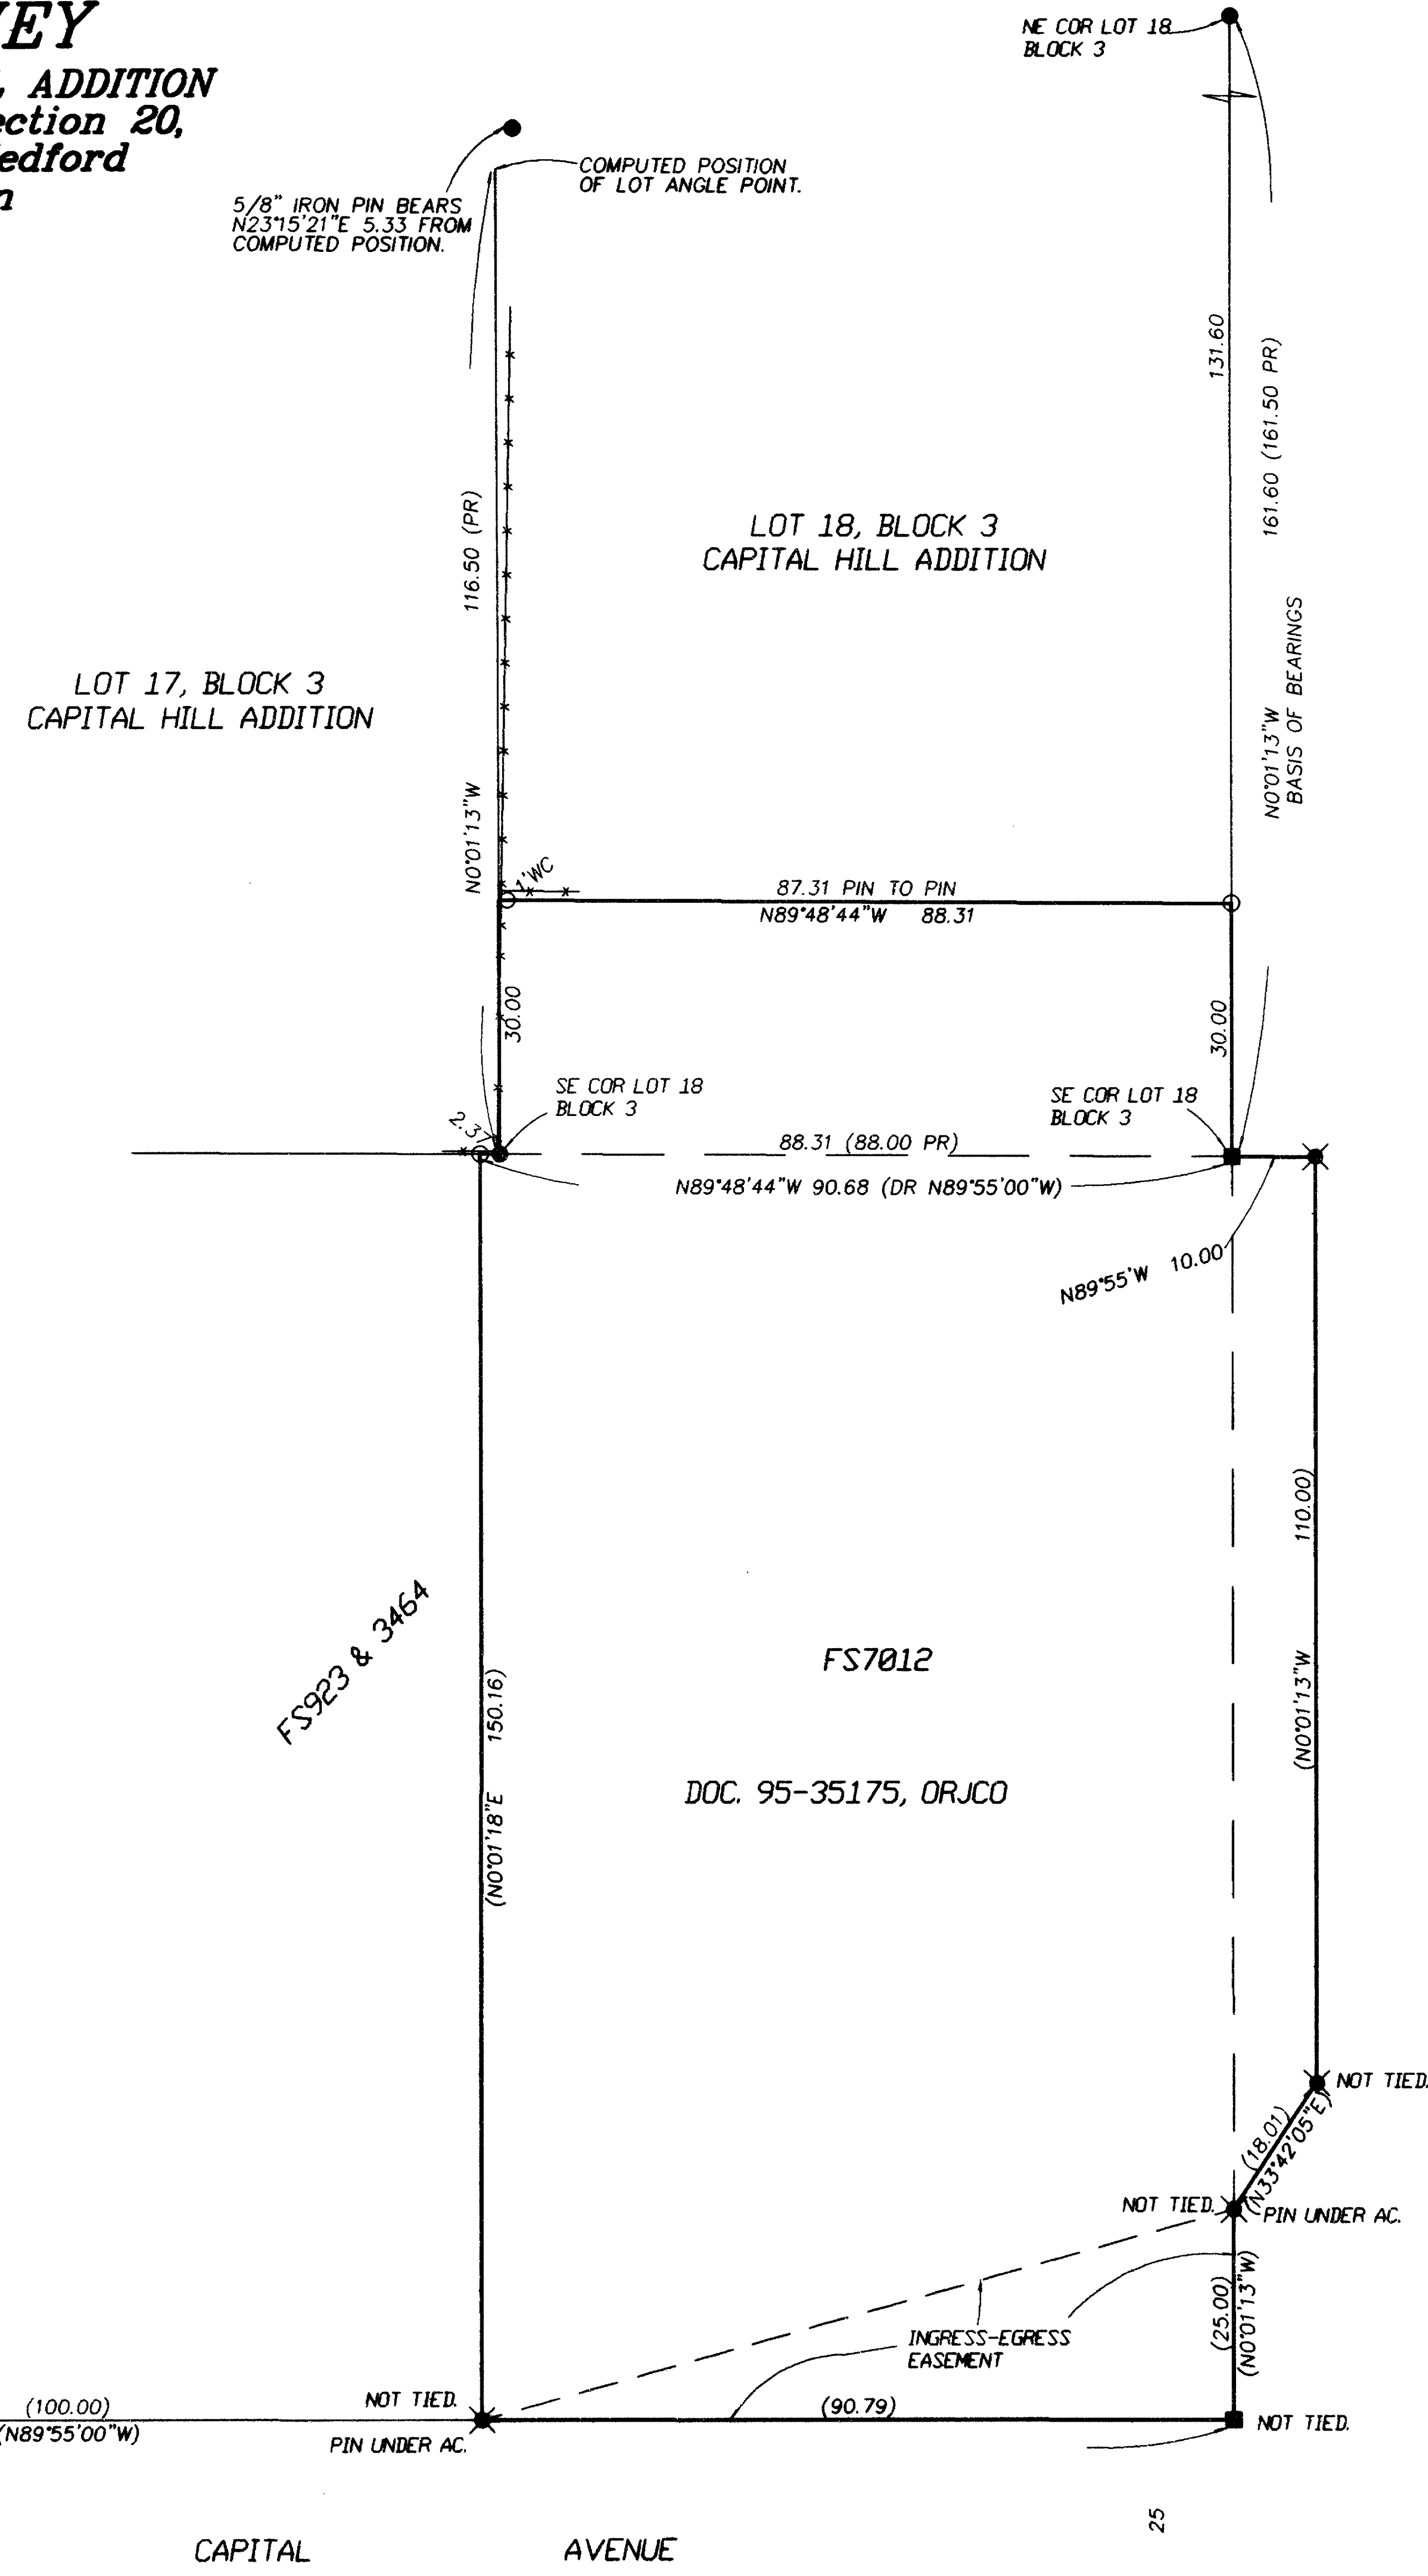 ADDITION
20,
NE COR LOT 18
BLOCK 3
COMPUTED POSITION
OF LOT ANGLE POINT.
5/8" IRON PIN BEARS
N23°15'21"E 5.33 FROM
COMPUTED POSITION.
131.60
161.60 (161.50 PR)
116.50 (PR)
LOT 18, BLOCK 3
CAPITAL HILL ADDITION
N0°01'13"W
BASIS OF BEARINGS
LOT 17, BLOCK 3
CAPITAL HILL ADDITION
N0°01'13"W
1'WC
87.31 PIN TO PIN
N89°48'44"W 88.31
30.00
30.00
SE COR LOT 18
BLOCK 3
SE COR LOT 18
BLOCK 3
2.37
88.31 (88.00 PR)
N89°48'44"W 90.68 (DR N89°55'00"W)
N89°55'W 10.00
(N0°01'13"W 110.00)
FS923 & 3464
FS7012
(N0°01'18"E 150.16)
DOC. 95-35175, ORJCO
NOT TIED.
(18.01)
(N33°42'05"E)
NOT TIED.
PIN UNDER AC.
(25.00)
(N0°01'13"W)
INGRESS-EGRESS
EASEMENT
(100.00)
(N89°55'00"W)
NOT TIED.
PIN UNDER AC.
(90.79)
NOT TIED.
25
CAPITAL AVENUE